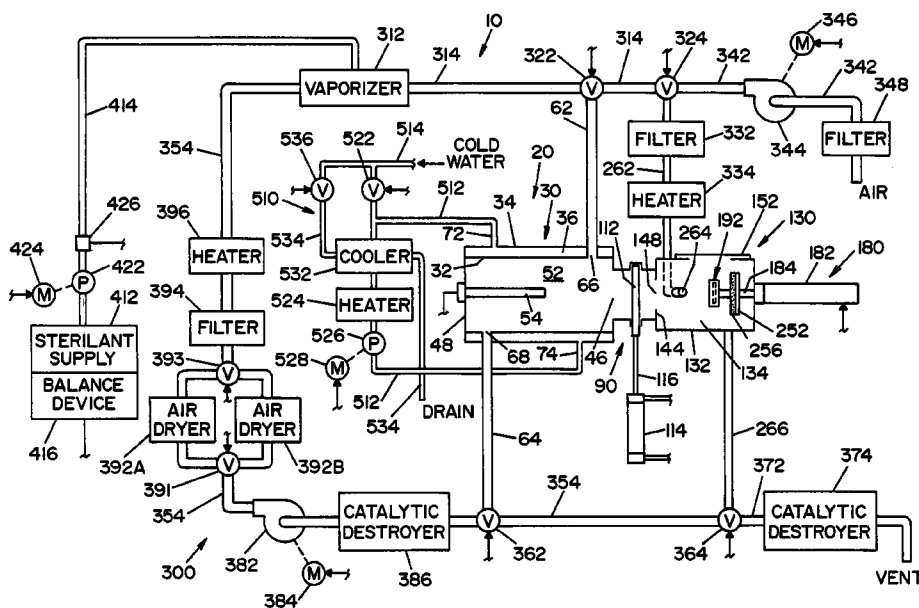 10
346
M
414
312
314
322
314
324
342
342
348
VAPORIZER
V
V
344
FILTER
AIR
354
536
522
514
COLD
WATER
62
FILTER
332
262
HEATER
334
V
V
510
512
20
30
34
36
112
148
264
192
152
130
182
180
184
426
396
424
M
P
422
412
HEATER
534
532
COOLER
72
32
52
66
54
394
FILTER
524
HEATER
526
P
528
M
48
68
74
46
90
144
132
134
256
252
STERILANT
SUPPLY
BALANCE
DEVICE
416
393
V
AIR
DRYER
AIR
DRYER
392A
392B
391
V
512
DRAIN
534
64
116
114
266
354
354
372
374
CATALYTIC
DESTROYER
CATALYTIC
DESTROYER
V
V
300
382
M
384
386
362
364
VENT